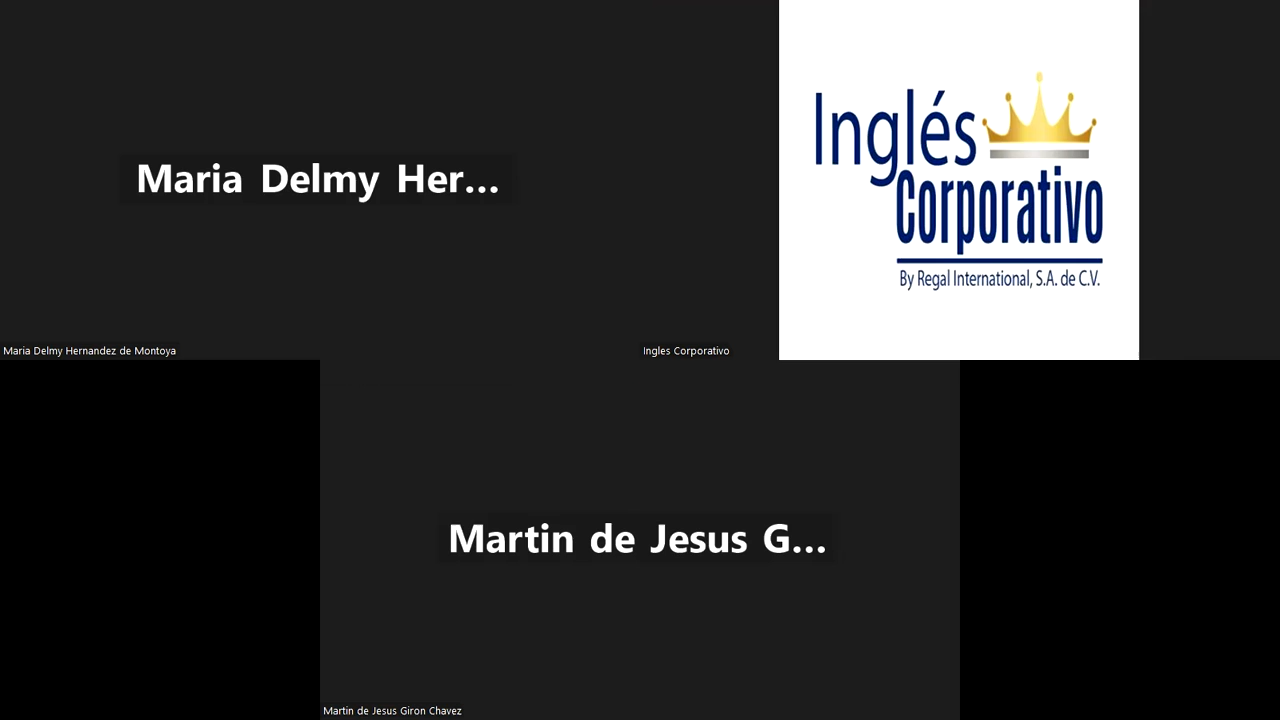 Maria Delmy Her...
Inglés
Corporativo
By Regal International, S.A. de C.V.
Maria Delmy Hernandez de Montoya
Ingles Corporativo
Martin de Jesus G...
Martin de Jesus Giron Chavez